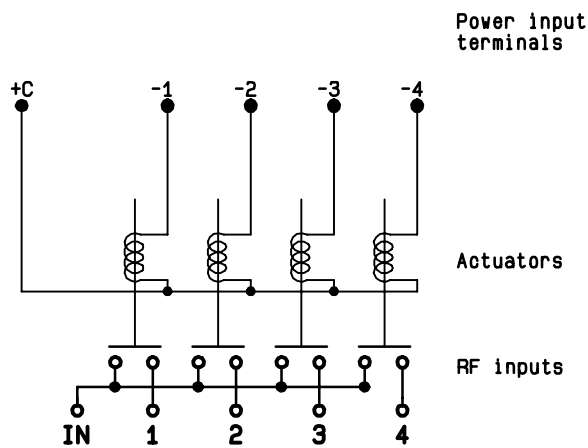 Power input
terminals
+C -1 -2 -3 -4
Actuators
RF inputs
IN 1 2 3 4